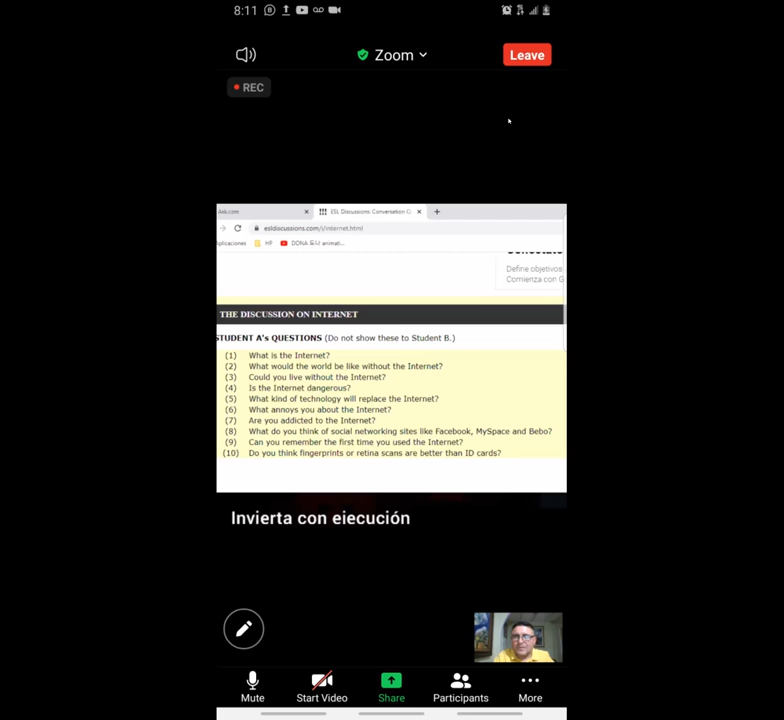 8:11
Zoom
Leave
REC
Ask.com
ESL Discussions: Conversation Q
esldiscussions.com/i/internet.html
plicaciones HP DONA 도나 animat...
Define objetivos
Comienza con G
THE DISCUSSION ON INTERNET
STUDENT A's QUESTIONS (Do not show these to Student B.)
(1) What is the Internet?
(2) What would the world be like without the Internet?
(3) Could you live without the Internet?
(4) Is the Internet dangerous?
(5) What kind of technology will replace the Internet?
(6) What annoys you about the Internet?
(7) Are you addicted to the Internet?
(8) What do you think of social networking sites like Facebook, MySpace and Bebo?
(9) Can you remember the first time you used the Internet?
(10) Do you think fingerprints or retina scans are better than ID cards?
Invierta con ejecución
Mute Start Video Share Participants More